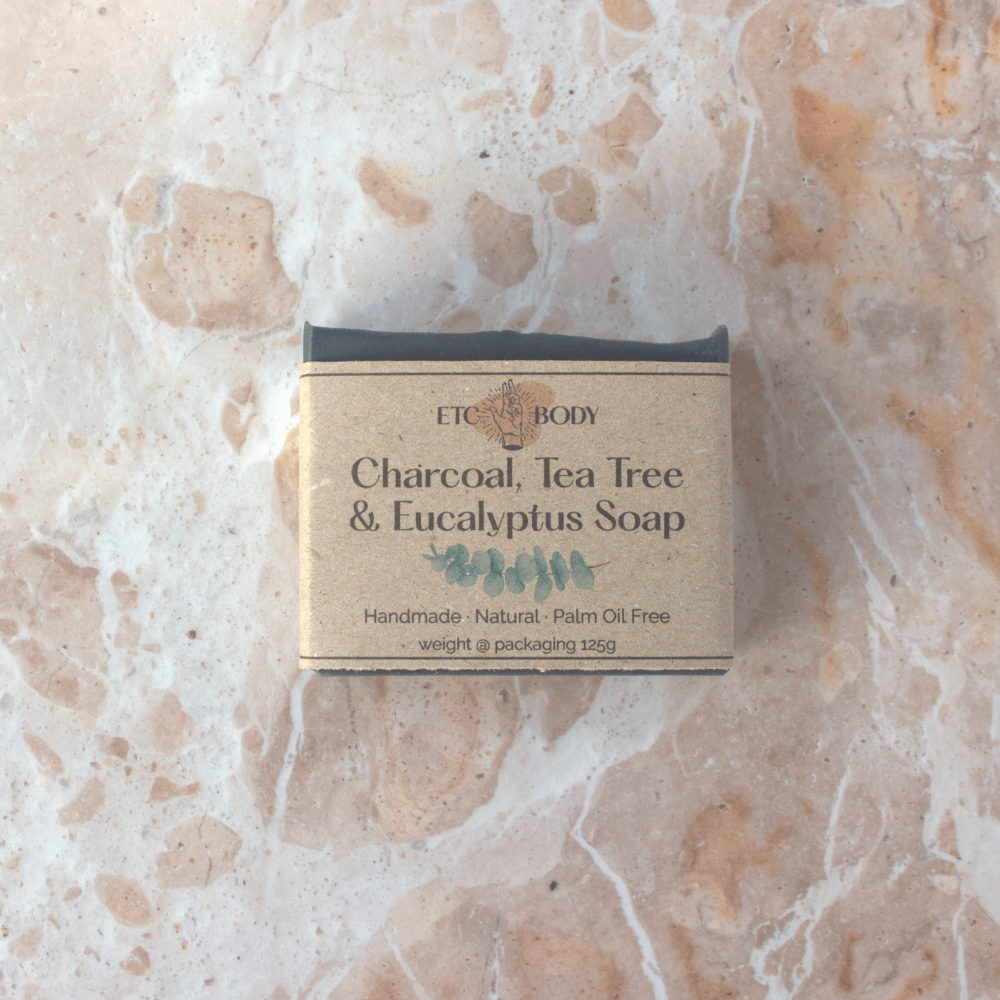 ETC BODY
Charcoal, Tea Tree
& Eucalyptus Soap
Handmade · Natural · Palm Oil Free
weight @ packaging 125g